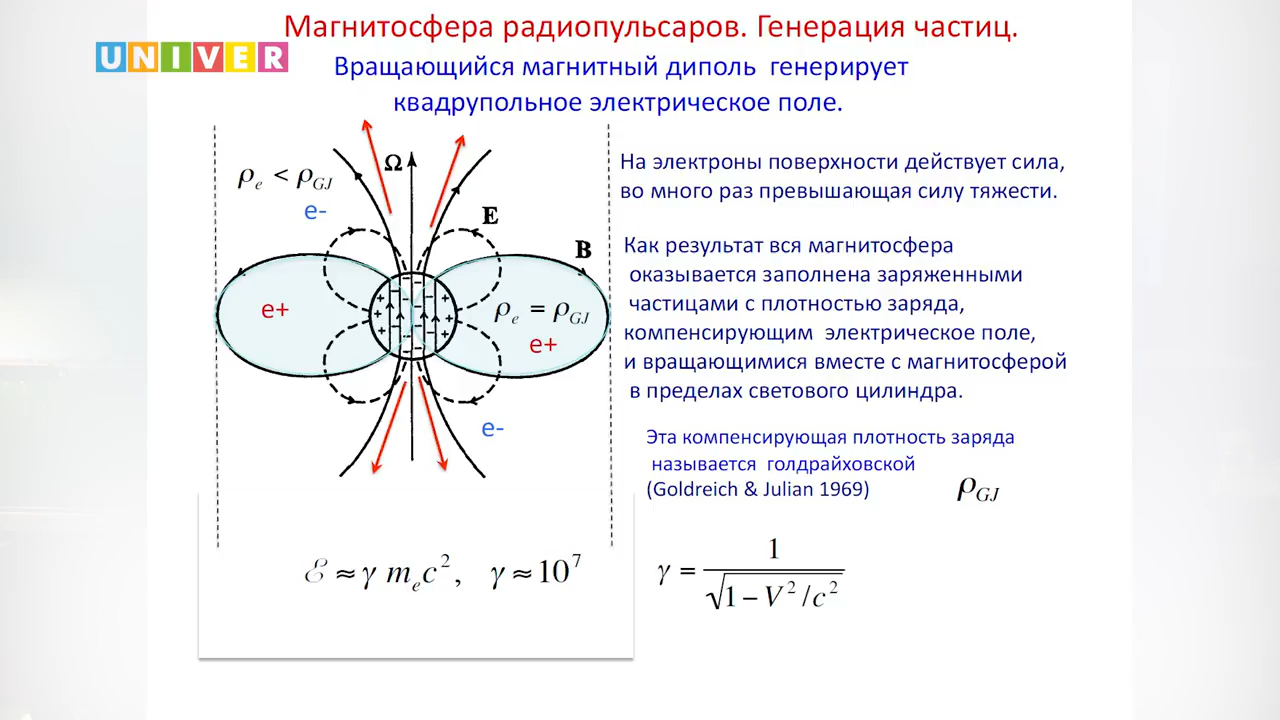 Магнитосфера радиопульсаров. Генерация частиц.
UNIVER
Вращающийся магнитный диполь генерирует
квадрупольное электрическое поле.
Ω
ρe < ρGJ
e-
E
B
e+
ρe = ρGJ
e+
e-
На электроны поверхности действует сила,
во много раз превышающая силу тяжести.
Как результат вся магнитосфера
оказывается заполнена заряженными
частицами с плотностью заряда,
компенсирующим электрическое поле,
и вращающимися вместе с магнитосферой
в пределах светового цилиндра.
Эта компенсирующая плотность заряда
называется голдрайховской
(Goldreich & Julian 1969) ρGJ
ℰ ≈ γ mec², γ ≈ 10⁷
γ = 1 / √(1 − V²/c²)